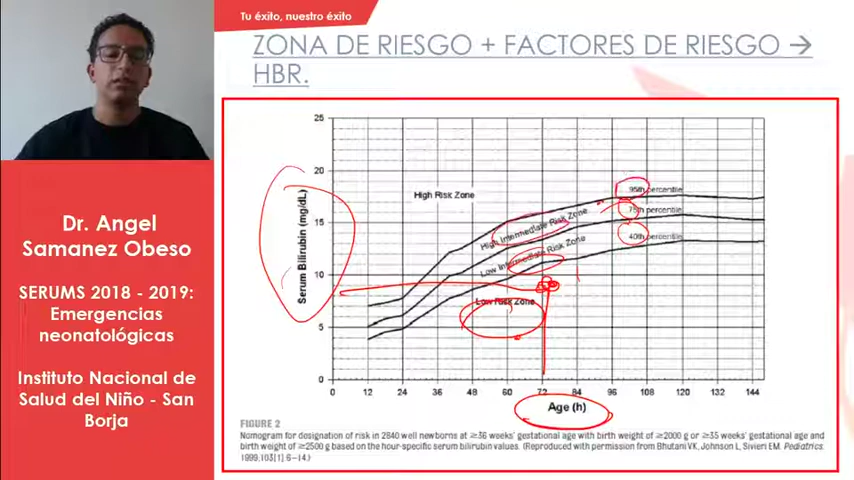 Tu éxito, nuestro éxito
ZONA DE RIESGO + FACTORES DE RIESGO →
HBR.
Dr. Angel
Samanez Obeso
SERUMS 2018 - 2019:
Emergencias
neonatológicas
Instituto Nacional de
Salud del Niño - San
Borja
25
20
15
10
5
0
Serum Bilirubin (mg/dL)
High Risk Zone
High Intermediate Risk Zone
Low Intermediate Risk Zone
Low Risk Zone
95th percentile
75th percentile
40th percentile
0 12 24 36 48 60 72 84 96 108 120 132 144
Age (h)
FIGURE 2
Nomogram for designation of risk in 2840 well newborns at ≥36 weeks' gestational age with birth weight of ≥2000 g or ≥35 weeks' gestational age and
birth weight of ≥2500 g based on the hour-specific serum bilirubin values. (Reproduced with permission from Bhutani VK, Johnson L, Sivieri EM. Pediatrics.
1999;103[1]:6-14.)